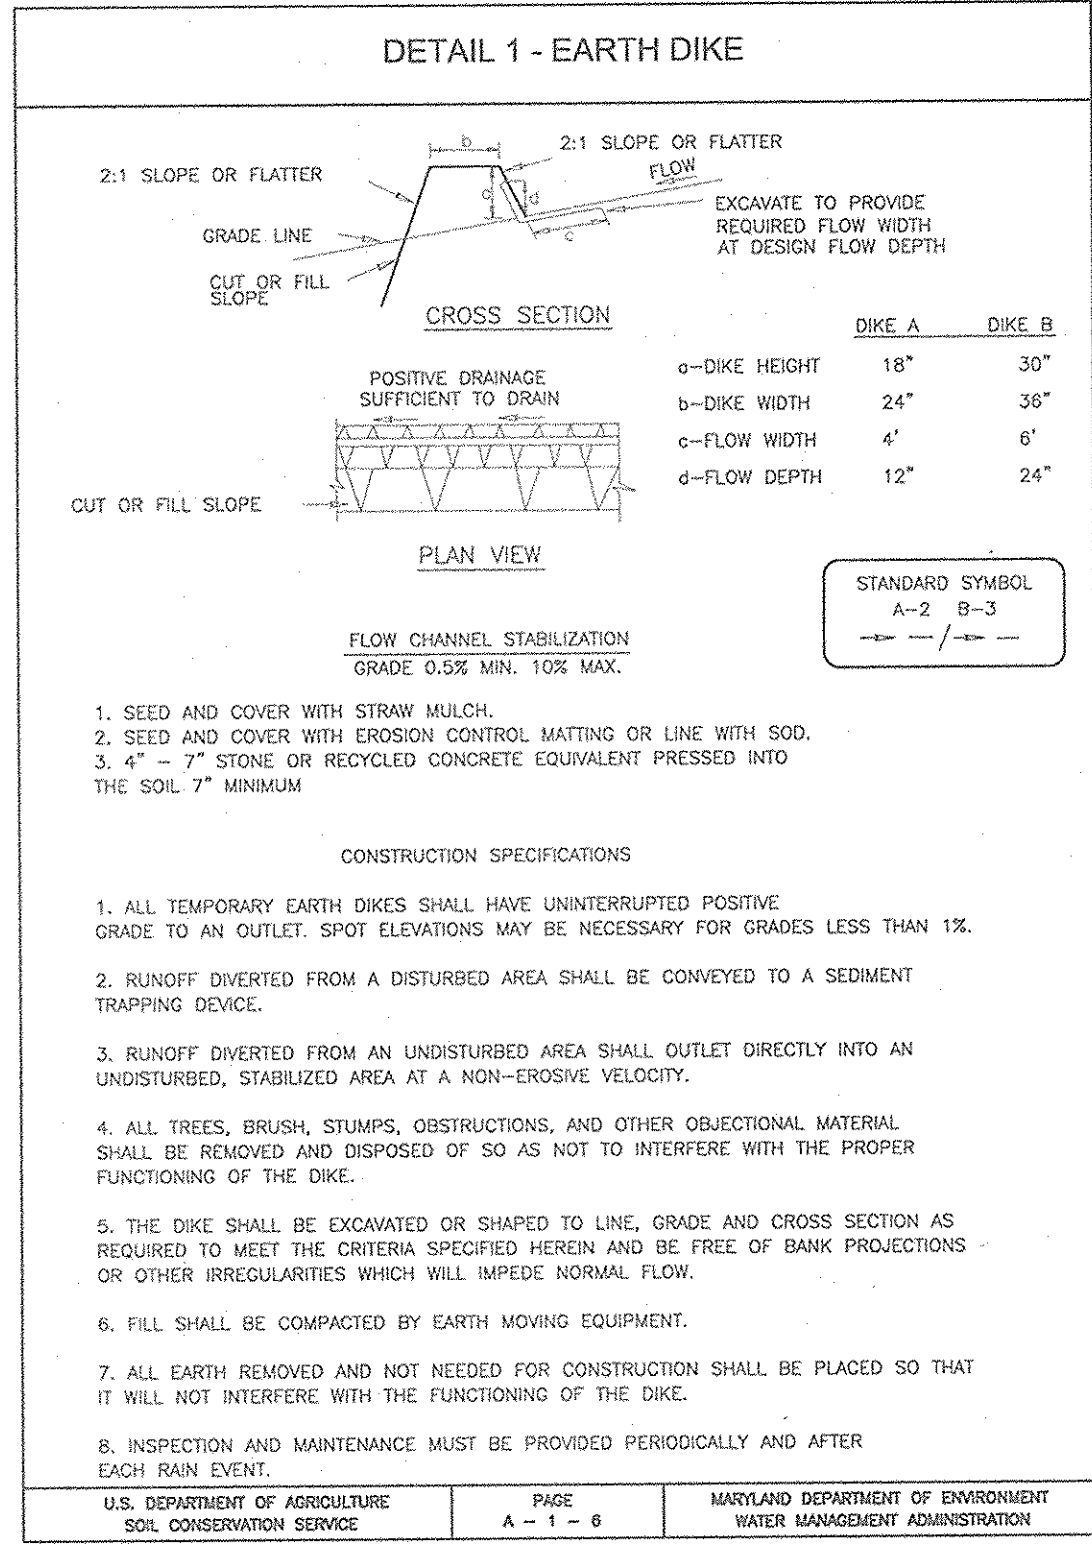 DETAIL 1 - EARTH DIKE
b
2:1 SLOPE OR FLATTER
2:1 SLOPE OR FLATTER
FLOW
a
d
EXCAVATE TO PROVIDE
REQUIRED FLOW WIDTH
AT DESIGN FLOW DEPTH
GRADE LINE
c
CUT OR FILL
SLOPE
CROSS SECTION
DIKE A DIKE B
a-DIKE HEIGHT 18" 30"
b-DIKE WIDTH 24" 36"
c-FLOW WIDTH 4' 6'
d-FLOW DEPTH 12" 24"
POSITIVE DRAINAGE
SUFFICIENT TO DRAIN
CUT OR FILL SLOPE
PLAN VIEW
STANDARD SYMBOL
A-2 B-3
/
FLOW CHANNEL STABILIZATION
GRADE 0.5% MIN. 10% MAX.
1. SEED AND COVER WITH STRAW MULCH.
2. SEED AND COVER WITH EROSION CONTROL MATTING OR LINE WITH SOD.
3. 4" - 7" STONE OR RECYCLED CONCRETE EQUIVALENT PRESSED INTO
THE SOIL 7" MINIMUM
CONSTRUCTION SPECIFICATIONS
1. ALL TEMPORARY EARTH DIKES SHALL HAVE UNINTERRUPTED POSITIVE
GRADE TO AN OUTLET. SPOT ELEVATIONS MAY BE NECESSARY FOR GRADES LESS THAN 1%.
2. RUNOFF DIVERTED FROM A DISTURBED AREA SHALL BE CONVEYED TO A SEDIMENT
TRAPPING DEVICE.
3. RUNOFF DIVERTED FROM AN UNDISTURBED AREA SHALL OUTLET DIRECTLY INTO AN
UNDISTURBED, STABILIZED AREA AT A NON-EROSIVE VELOCITY.
4. ALL TREES, BRUSH, STUMPS, OBSTRUCTIONS, AND OTHER OBJECTIONAL MATERIAL
SHALL BE REMOVED AND DISPOSED OF SO AS NOT TO INTERFERE WITH THE PROPER
FUNCTIONING OF THE DIKE.
5. THE DIKE SHALL BE EXCAVATED OR SHAPED TO LINE, GRADE AND CROSS SECTION AS
REQUIRED TO MEET THE CRITERIA SPECIFIED HEREIN AND BE FREE OF BANK PROJECTIONS
OR OTHER IRREGULARITIES WHICH WILL IMPEDE NORMAL FLOW.
6. FILL SHALL BE COMPACTED BY EARTH MOVING EQUIPMENT.
7. ALL EARTH REMOVED AND NOT NEEDED FOR CONSTRUCTION SHALL BE PLACED SO THAT
IT WILL NOT INTERFERE WITH THE FUNCTIONING OF THE DIKE.
8. INSPECTION AND MAINTENANCE MUST BE PROVIDED PERIODICALLY AND AFTER
EACH RAIN EVENT.
U.S. DEPARTMENT OF AGRICULTURE
SOIL CONSERVATION SERVICE
PAGE
A - 1 - 6
MARYLAND DEPARTMENT OF ENVIRONMENT
WATER MANAGEMENT ADMINISTRATION